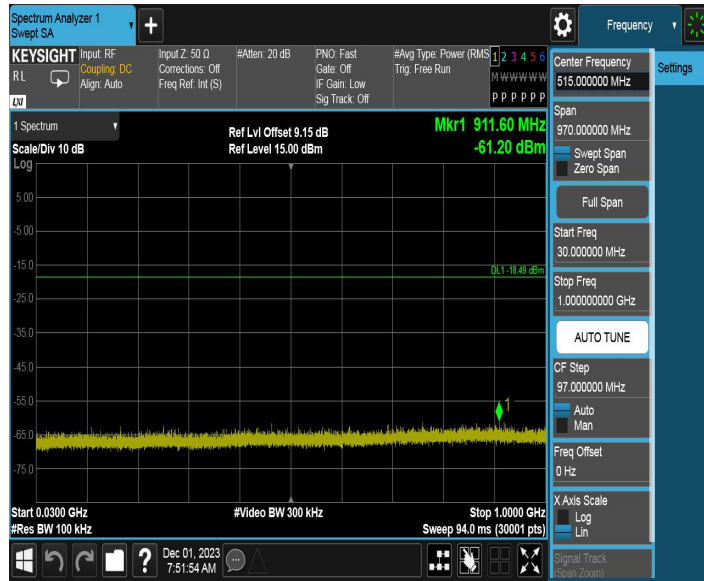 Spectrum Analyzer 1
Swept SA
Frequency
KEYSIGHT
RL
LXI
Input: RF
Coupling: DC
Align: Auto
Input Z: 50 Ω
Corrections: Off
Freq Ref: Int (S)
#Atten: 20 dB
PNO: Fast
Gate: Off
IF Gain: Low
Sig Track: Off
#Avg Type: Power (RMS
Trig: Free Run
1 2 3 4 5 6
M W W W W W
P P P P P P
1 Spectrum
Scale/Div 10 dB
Log
Ref Lvl Offset 9.15 dB
Ref Level 15.00 dBm
Mkr1 911.60 MHz
-61.20 dBm
5.00
-5.00
-15.0
-25.0
-35.0
-45.0
-55.0
-65.0
-75.0
DL1 -18.49 dBm
1
Start 0.0300 GHz
#Res BW 100 kHz
#Video BW 300 kHz
Stop 1.0000 GHz
Sweep 94.0 ms (30001 pts)
?
Dec 01, 2023
7:51:54 AM
Center Frequency
515.000000 MHz
Settings
Span
970.000000 MHz
Swept Span
Zero Span
Full Span
Start Freq
30.000000 MHz
Stop Freq
1.000000000 GHz
AUTO TUNE
CF Step
97.000000 MHz
Auto
Man
Freq Offset
0 Hz
X Axis Scale
Log
Lin
Signal Track
(Span Zoom)